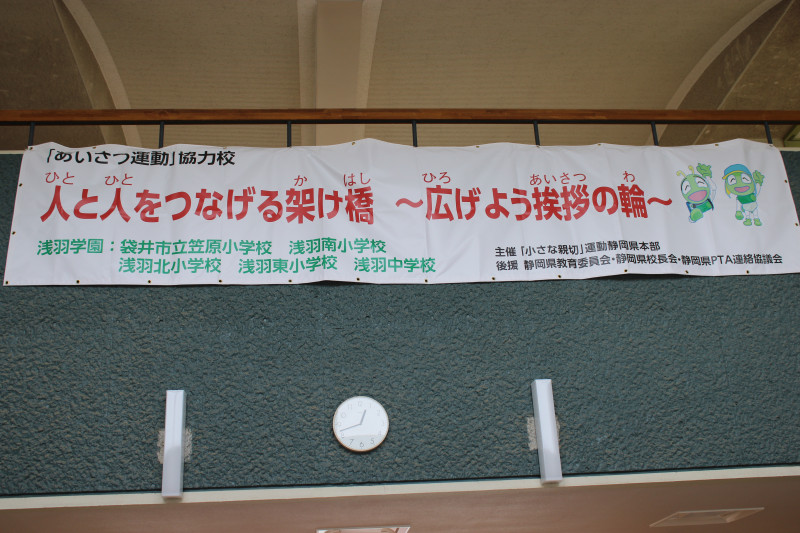 「あいさつ運動」協力校
ひと ひと か はし ひろ あいさつ わ
人と人をつなげる架け橋 ～広げよう挨拶の輪～
浅羽学園：袋井市立笠原小学校 浅羽南小学校
浅羽北小学校 浅羽東小学校 浅羽中学校
主催 「小さな親切」運動静岡県本部
後援 静岡県教育委員会・静岡県校長会・静岡県PTA連絡協議会